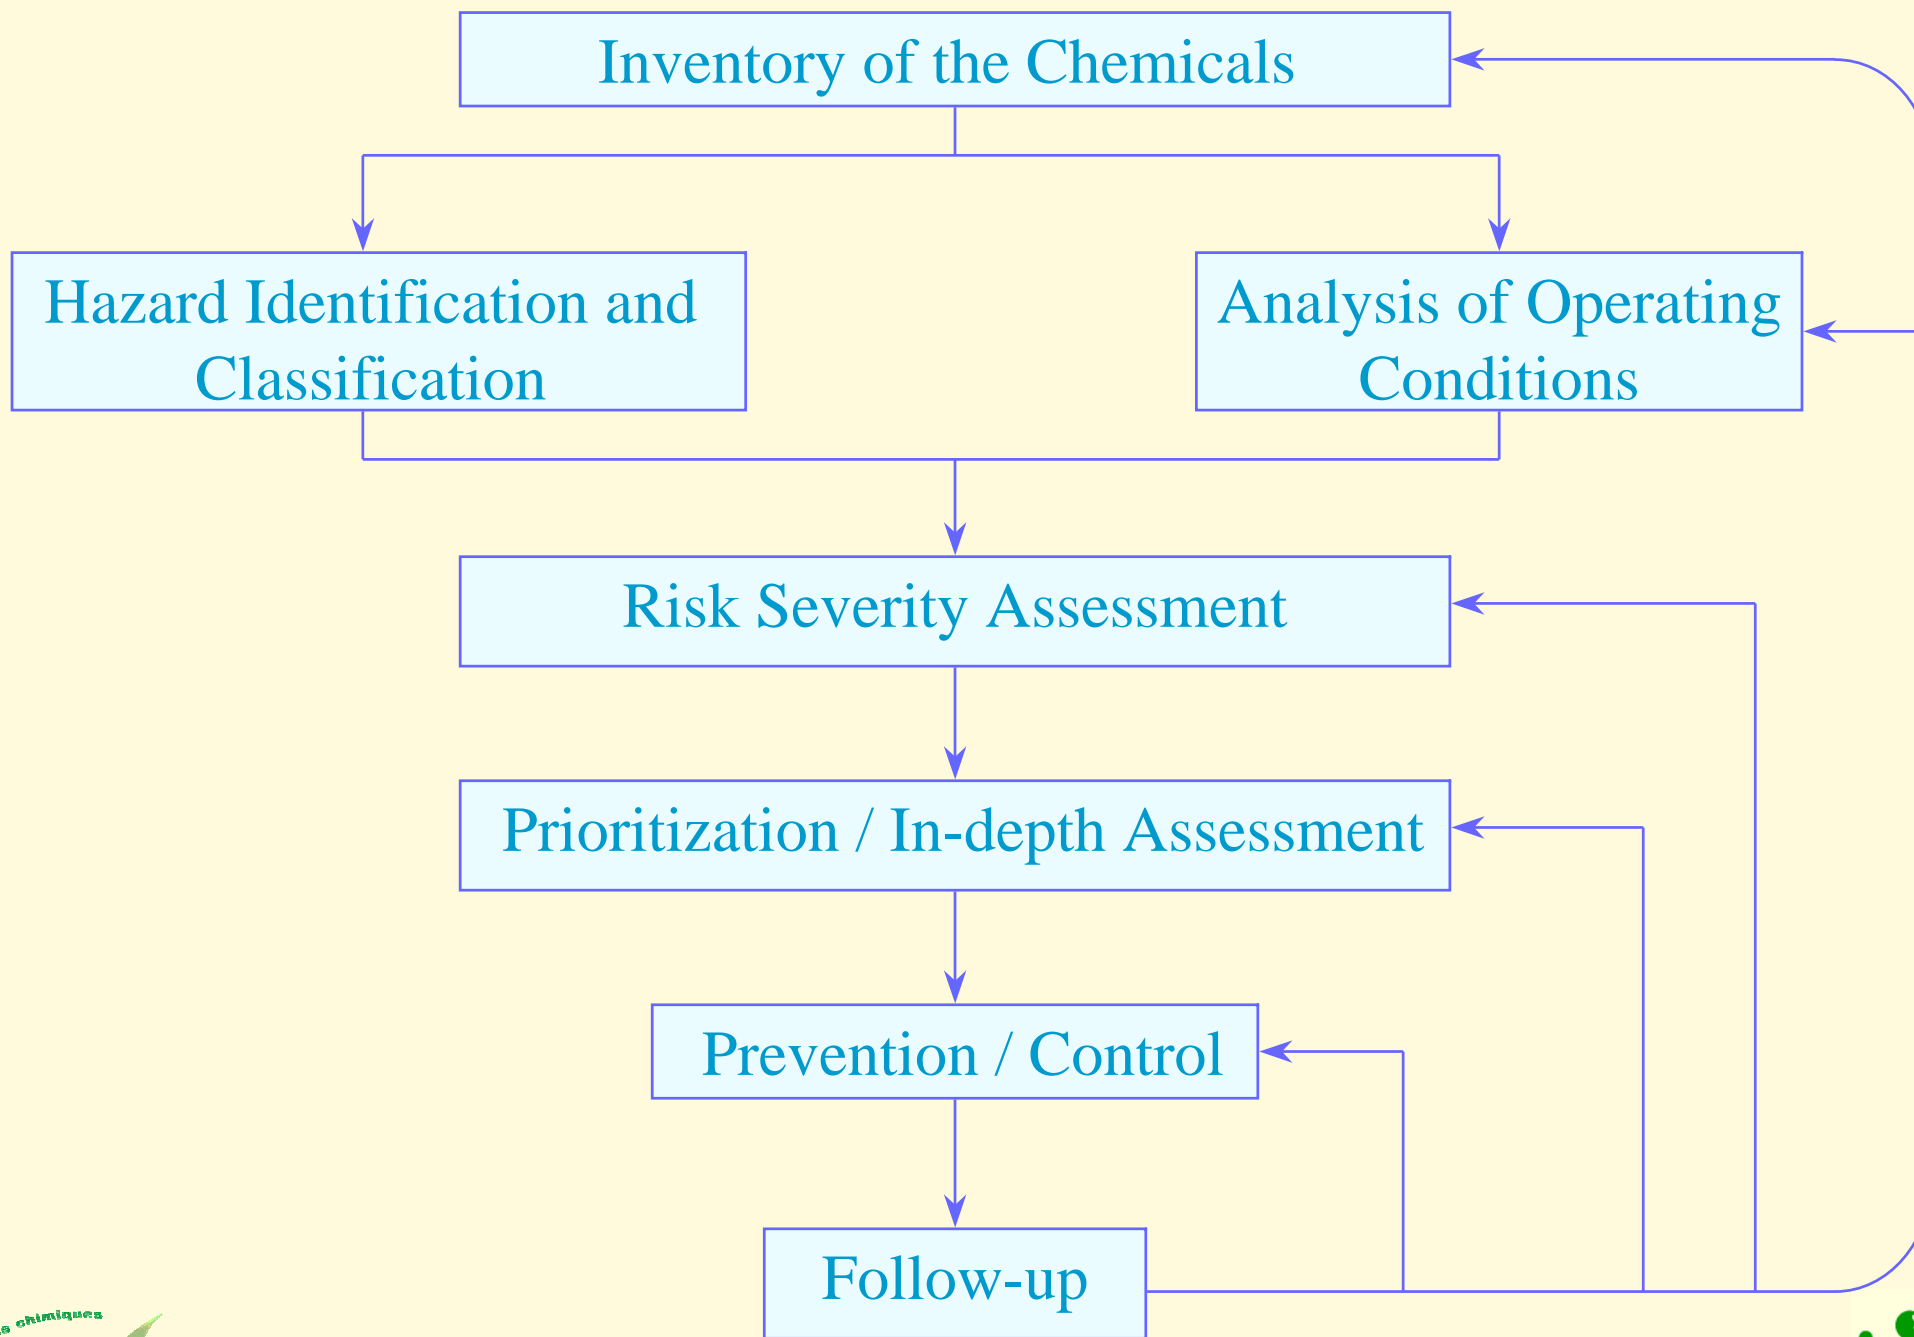 Inventory of the Chemicals
Hazard Identification and
Classification
Analysis of Operating
Conditions
Risk Severity Assessment
Prioritization / In-depth Assessment
Prevention / Control
Follow-up
chimiques